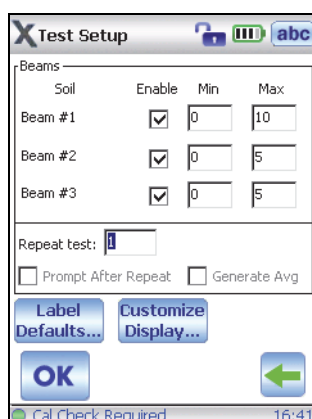 Test Setup abc
Beams
Soil Enable Min Max
Beam #1 0 10
Beam #2 0 5
Beam #3 0 5
Repeat test: 1
Prompt After Repeat Generate Avg
Label Customize
Defaults... Display...
OK
Cal Check Required 16:41